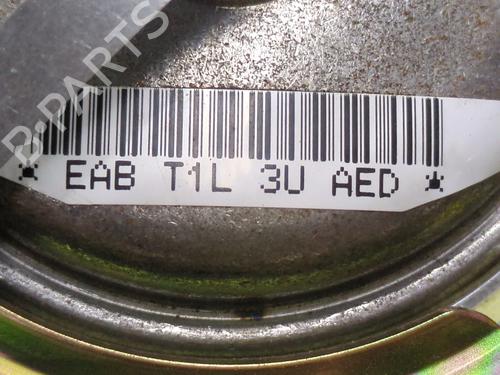 B-PARTS
* EAB T1L 3U AED *